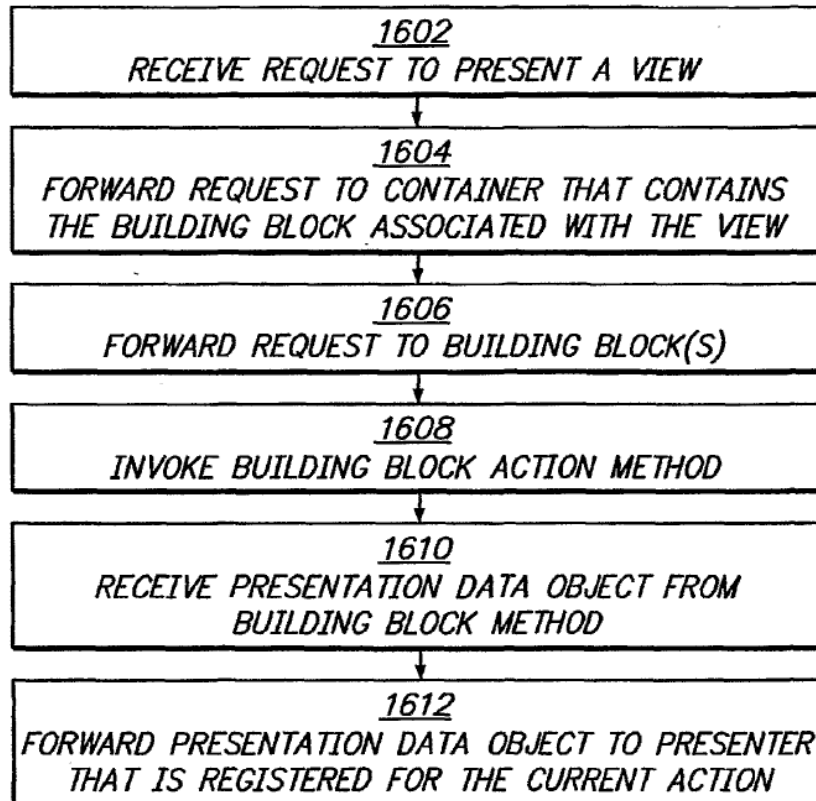 1602
RECEIVE REQUEST TO PRESENT A VIEW
1604
FORWARD REQUEST TO CONTAINER THAT CONTAINS
THE BUILDING BLOCK ASSOCIATED WITH THE VIEW
1606
FORWARD REQUEST TO BUILDING BLOCK(S)
1608
INVOKE BUILDING BLOCK ACTION METHOD
1610
RECEIVE PRESENTATION DATA OBJECT FROM
BUILDING BLOCK METHOD
1612
FORWARD PRESENTATION DATA OBJECT TO PRESENTER
THAT IS REGISTERED FOR THE CURRENT ACTION